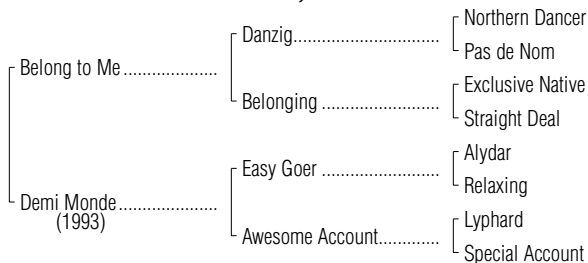 Northern Dancer
Danzig........................................
Pas de Nom
Belong to Me .....................
Exclusive Native
Belonging ..................................
Straight Deal
Alydar
Easy Goer .................................
Relaxing
Demi Monde......................
(1993)
Lyphard
Awesome Account.............
Special Account